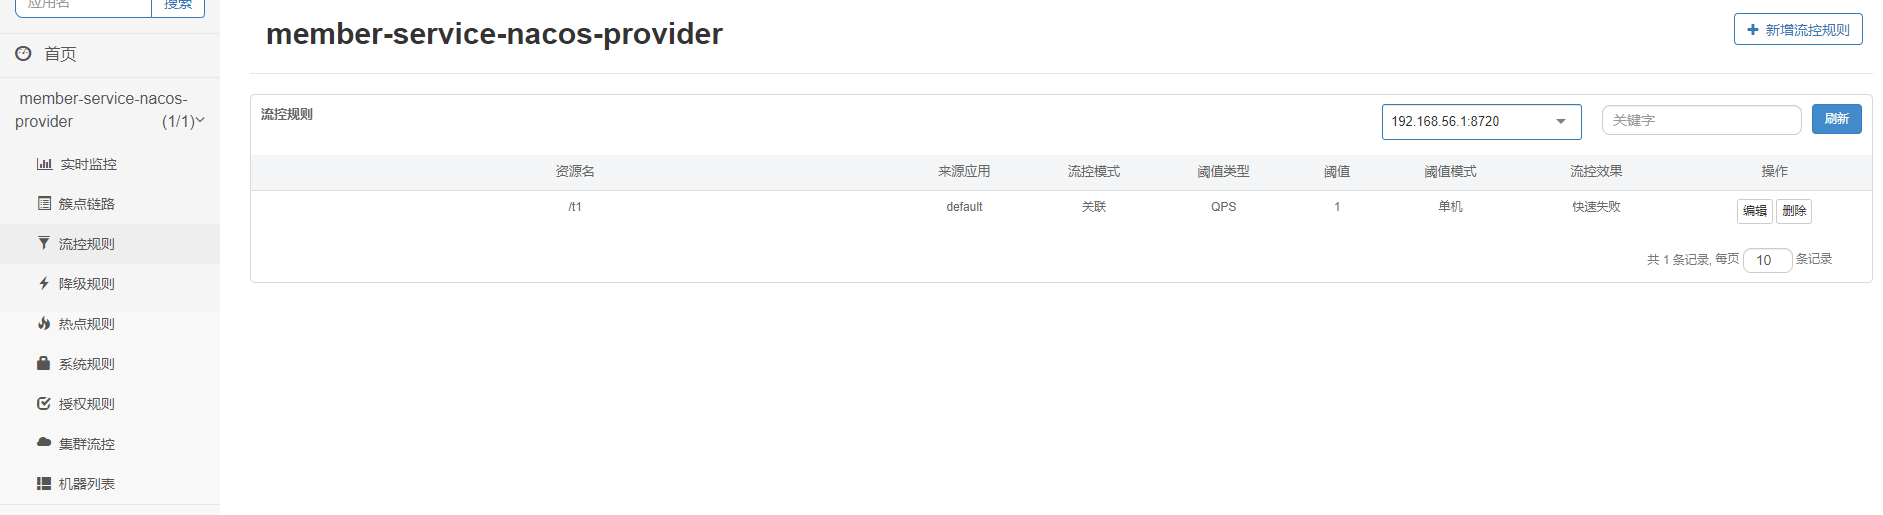 应用名
搜索
首页
member-service-nacos-
provider (1/1)
实时监控
簇点链路
流控规则
降级规则
热点规则
系统规则
授权规则
集群流控
机器列表
member-service-nacos-provider
新增流控规则
流控规则
192.168.56.1:8720
关键字
刷新
资源名 来源应用 流控模式 阈值类型 阈值 阈值模式 流控效果 操作
/t1 default 关联 QPS 1 单机 快速失败 编辑 删除
共 1 条记录, 每页 10 条记录